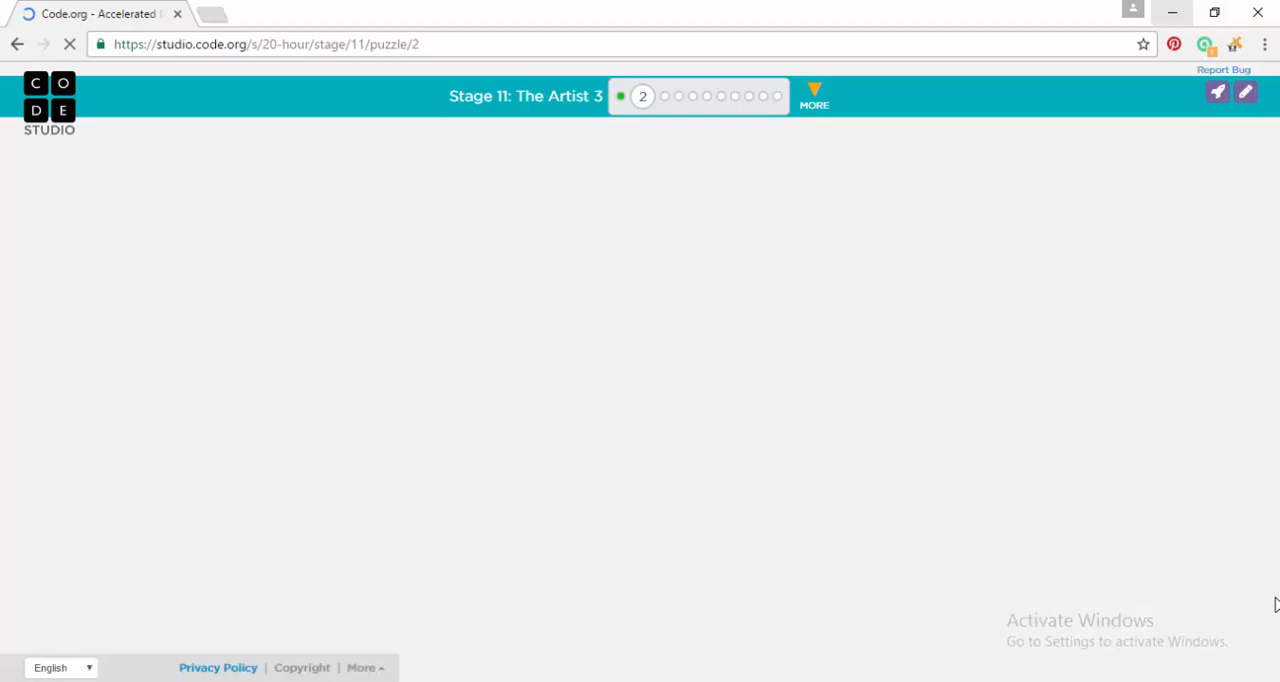 Code.org - Accelerated
https://studio.code.org/s/20-hour/stage/11/puzzle/2
Report Bug
C O
D E
STUDIO
Stage 11: The Artist 3
2
MORE
Activate Windows
Go to Settings to activate Windows.
English
Privacy Policy | Copyright | More